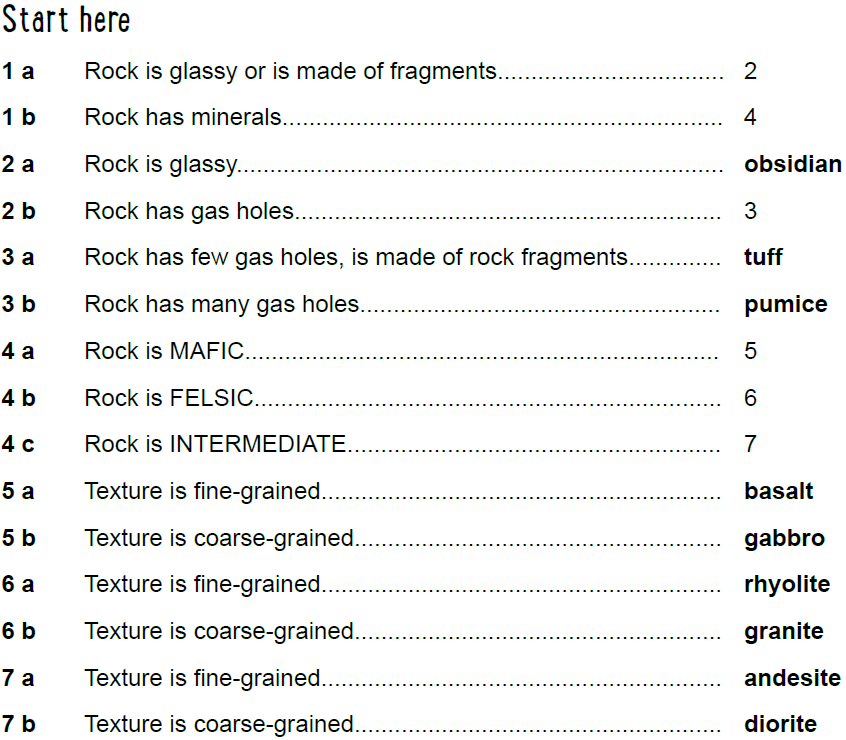 Start here
1 a Rock is glassy or is made of fragments.................................. 2
1 b Rock has minerals.................................................................. 4
2 a Rock is glassy......................................................................... obsidian
2 b Rock has gas holes................................................................ 3
3 a Rock has few gas holes, is made of rock fragments.............. tuff
3 b Rock has many gas holes...................................................... pumice
4 a Rock is MAFIC....................................................................... 5
4 b Rock is FELSIC...................................................................... 6
4 c Rock is INTERMEDIATE........................................................ 7
5 a Texture is fine-grained............................................................ basalt
5 b Texture is coarse-grained....................................................... gabbro
6 a Texture is fine-grained............................................................ rhyolite
6 b Texture is coarse-grained....................................................... granite
7 a Texture is fine-grained............................................................ andesite
7 b Texture is coarse-grained....................................................... diorite